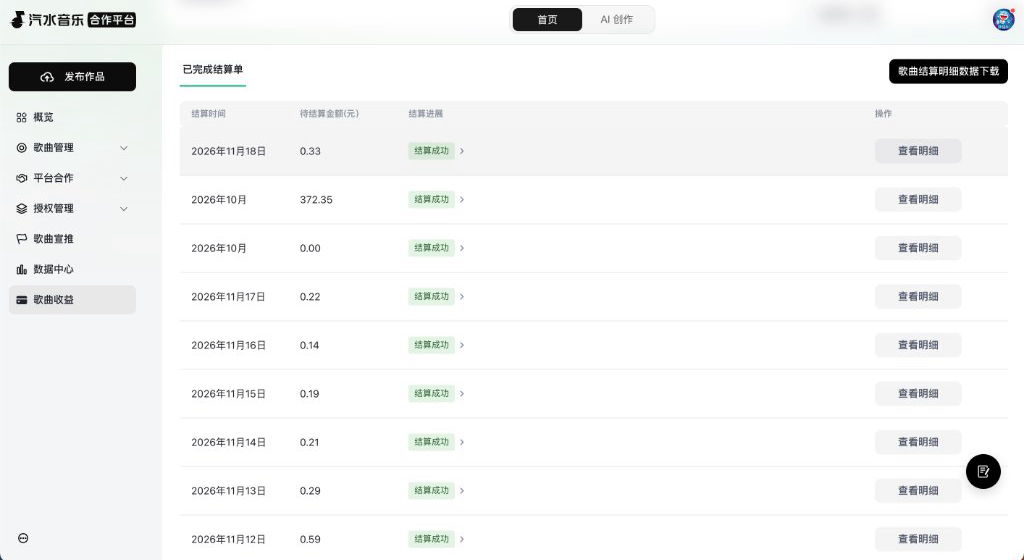 汽水音乐 合作平台
首页
AI 创作
发布作品
概览
歌曲管理
平台合作
授权管理
歌曲宣推
数据中心
歌曲收益
已完成结算单
歌曲结算明细数据下载
结算时间 待结算金额(元) 结算进展 操作
2026年11月18日 0.33 结算成功 查看明细
2026年10月 372.35 结算成功 查看明细
2026年10月 0.00 结算成功 查看明细
2026年11月17日 0.22 结算成功 查看明细
2026年11月16日 0.14 结算成功 查看明细
2026年11月15日 0.19 结算成功 查看明细
2026年11月14日 0.21 结算成功 查看明细
2026年11月13日 0.29 结算成功 查看明细
2026年11月12日 0.59 结算成功 查看明细